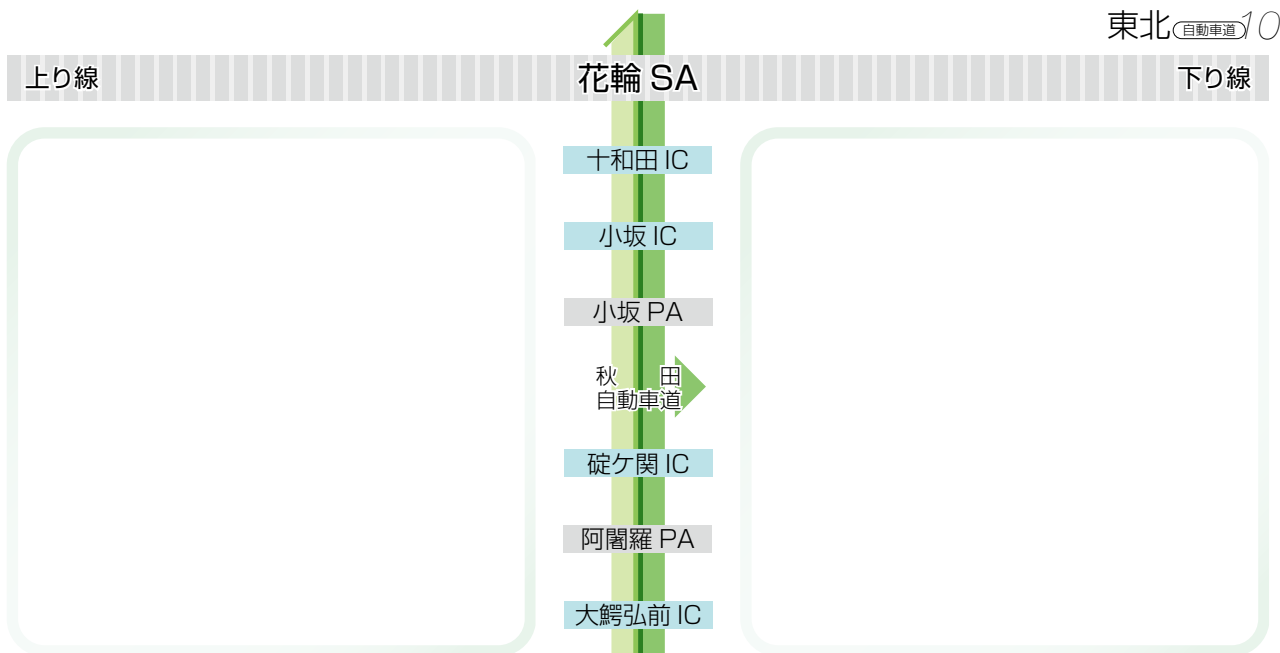 東北自動車道10
上り線 花輪 SA 下り線
十和田 IC
小坂 IC
小坂 PA
秋 田
自動車道
碇ケ関 IC
阿闍羅 PA
大鰐弘前 IC